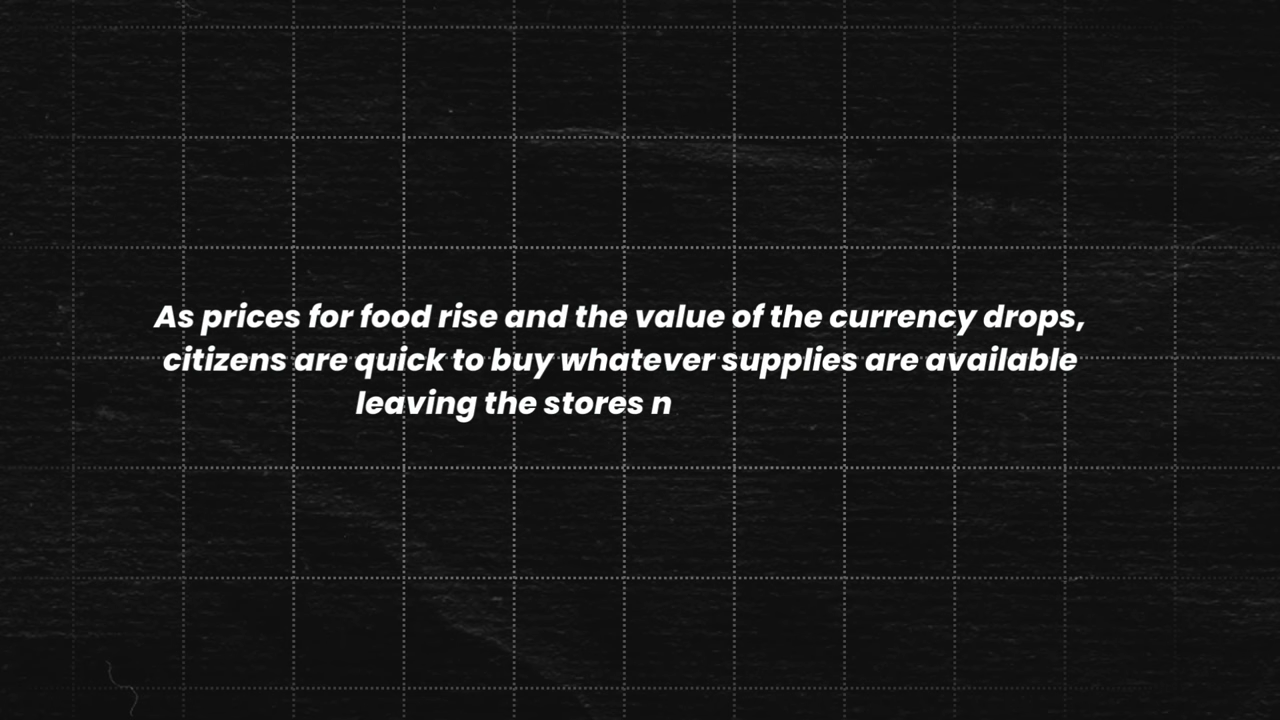 As prices for food rise and the value of the currency drops,
citizens are quick to buy whatever supplies are available
leaving the stores n